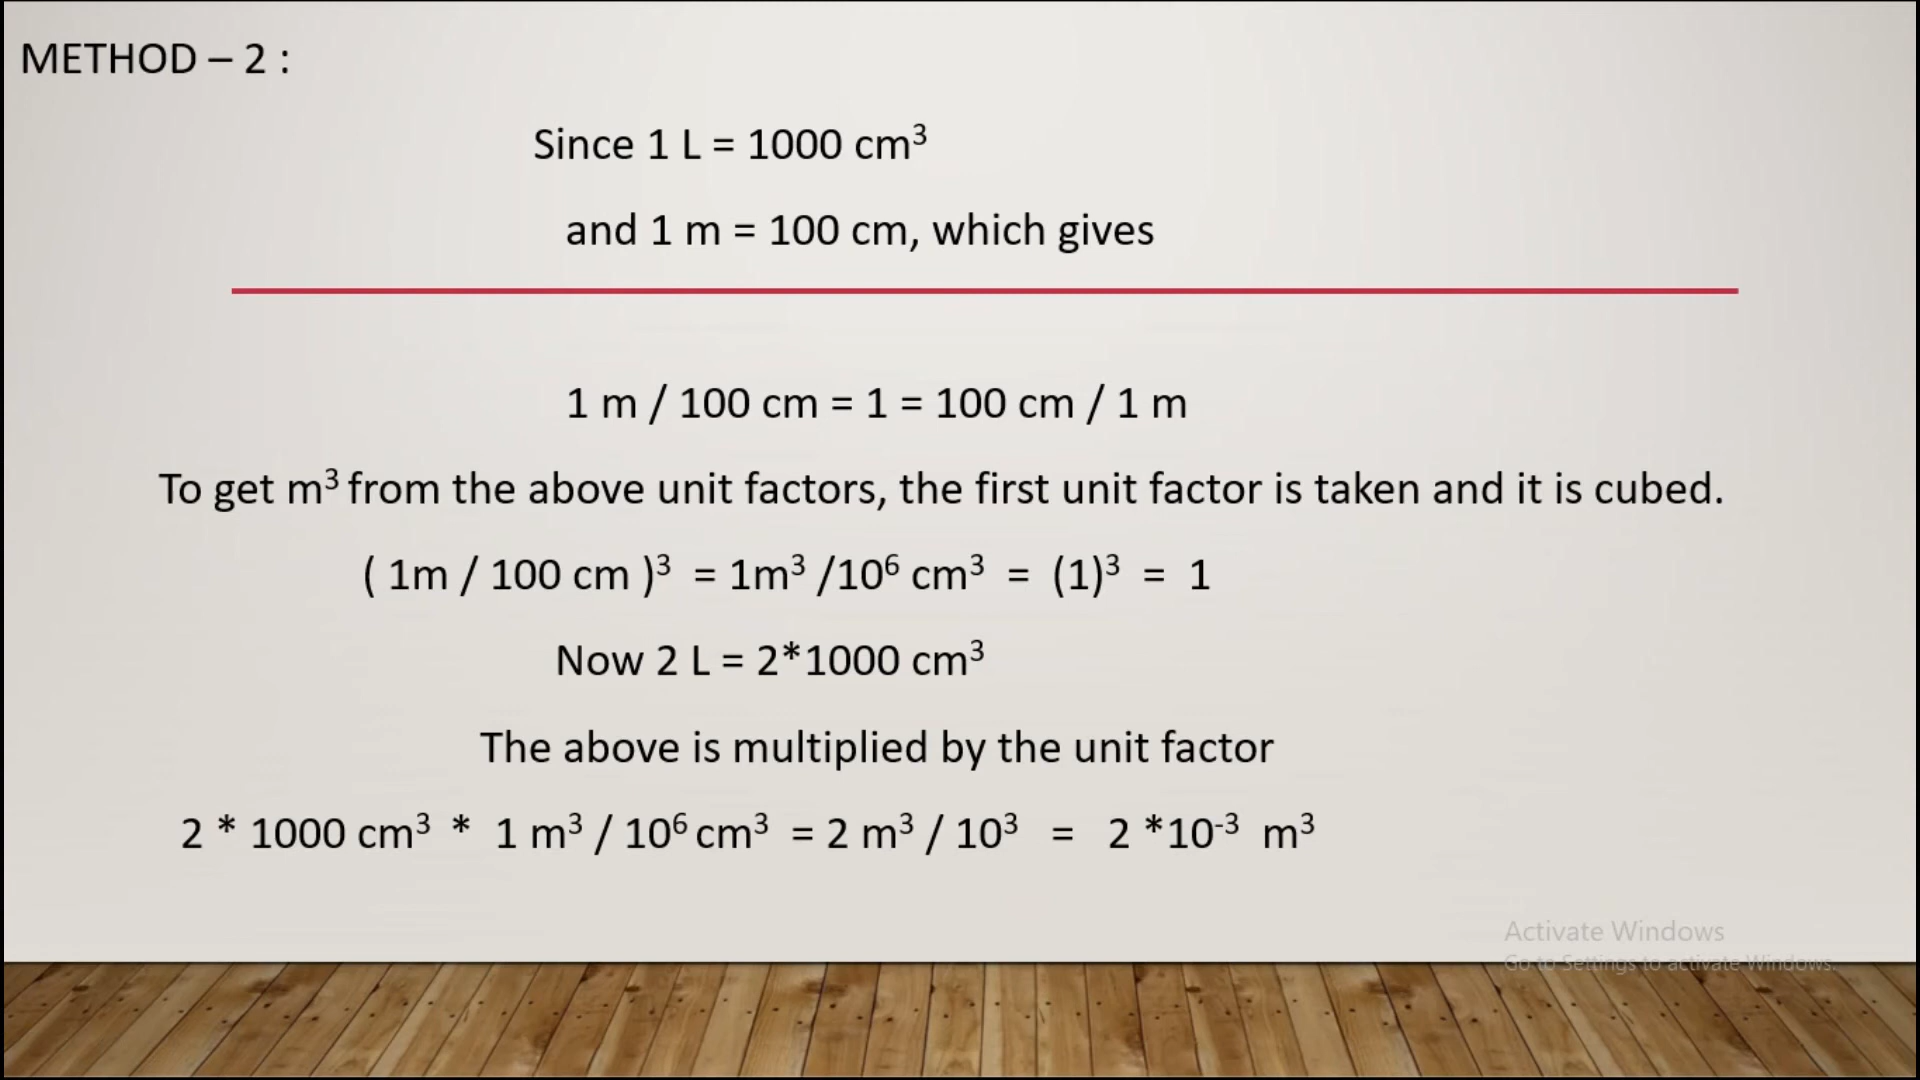 METHOD – 2 :
Since 1 L = 1000 cm³
and 1 m = 100 cm, which gives
1 m / 100 cm = 1 = 100 cm / 1 m
To get m³ from the above unit factors, the first unit factor is taken and it is cubed.
( 1m / 100 cm )³ = 1m³ /10⁶ cm³ = (1)³ = 1
Now 2 L = 2*1000 cm³
The above is multiplied by the unit factor
2 * 1000 cm³ * 1 m³ / 10⁶ cm³ = 2 m³ / 10³ = 2 *10⁻³ m³
Activate Windows
Go to Settings to activate Windows.